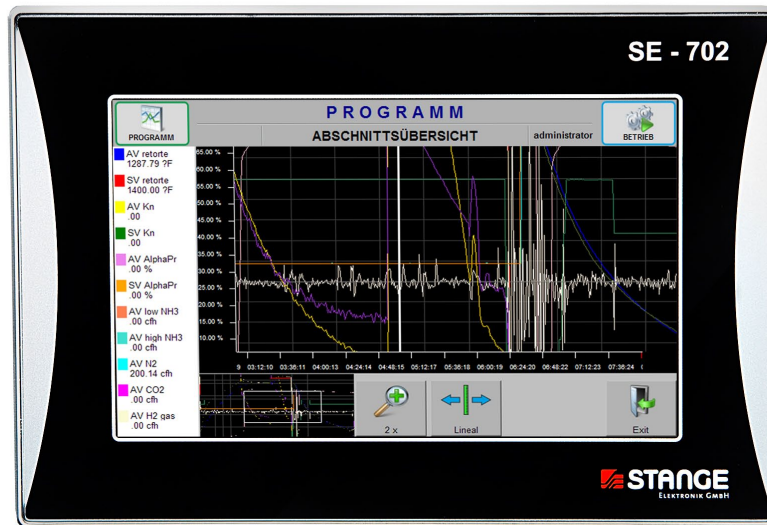 SE - 702
PROGRAMM
PROGRAMM
BETRIEB
ABSCHNITTSÜBERSICHT
administrator
AV retorte
1287.79 ?F
SV retorte
1400.00 ?F
AV Kn
.00
SV Kn
.00
AV AlphaPr
.00 %
SV AlphaPr
.00 %
AV low NH3
.00 cfh
AV high NH3
.00 cfh
AV N2
200.14 cfh
AV CO2
.00 cfh
AV H2 gas
.00 cfh
65.00 %
60.00 %
55.00 %
50.00 %
45.00 %
40.00 %
35.00 %
30.00 %
25.00 %
20.00 %
15.00 %
10.00 %
9 03:12:10 03:36:11 04:00:13 04:24:14 04:48:15 05:12:17 05:36:18 06:00:19 06:24:20 06:48:22 07:12:23 07:36:24
2 x
Lineal
Exit
STANGE
ELEKTRONIK GMBH